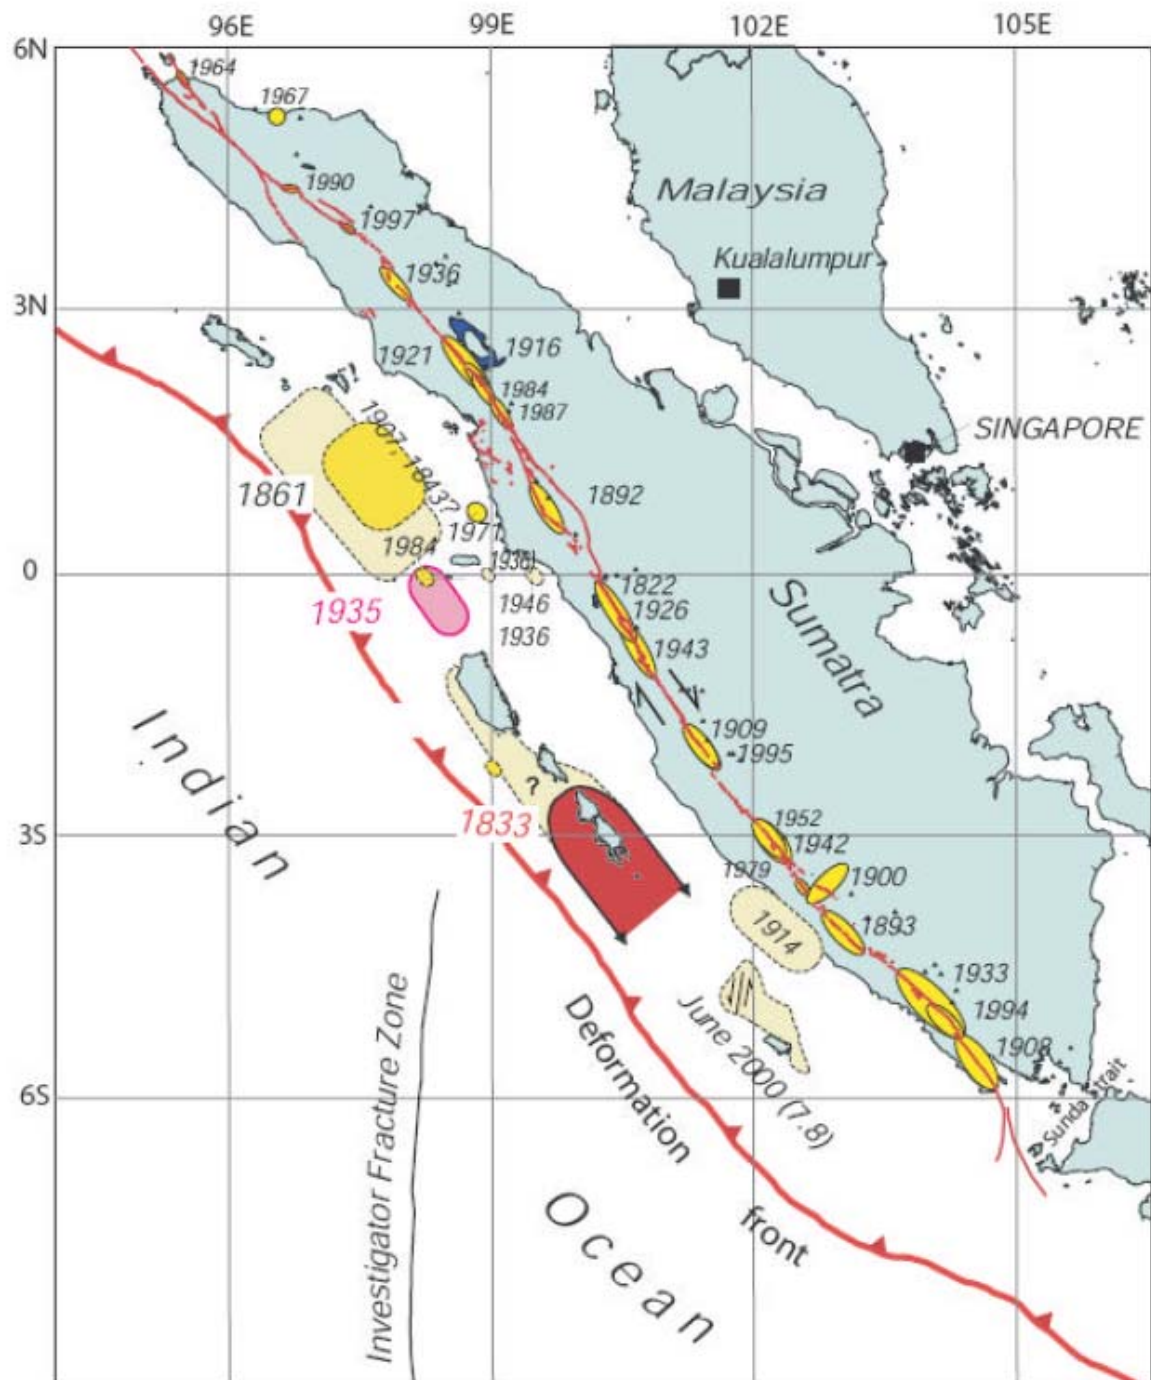 96E
99E
102E
105E
6N
1964
1967
1990
Malaysia
1997
Kualalumpur
1936
3N
1916
1921
1984
1987
1907, 1843?
SINGAPORE
1861
1892
1971
1984
1936
0
1822
1935
1946
1926
1936
1943
Sumatra
Indian
1909
1995
?
1833
1952
3S
1942
1979
1900
1914
1893
1933
June 2000 (7.8)
1994
Deformation
front
1908
Investigator Fracture Zone
6S
Sunda Strait
Ocean